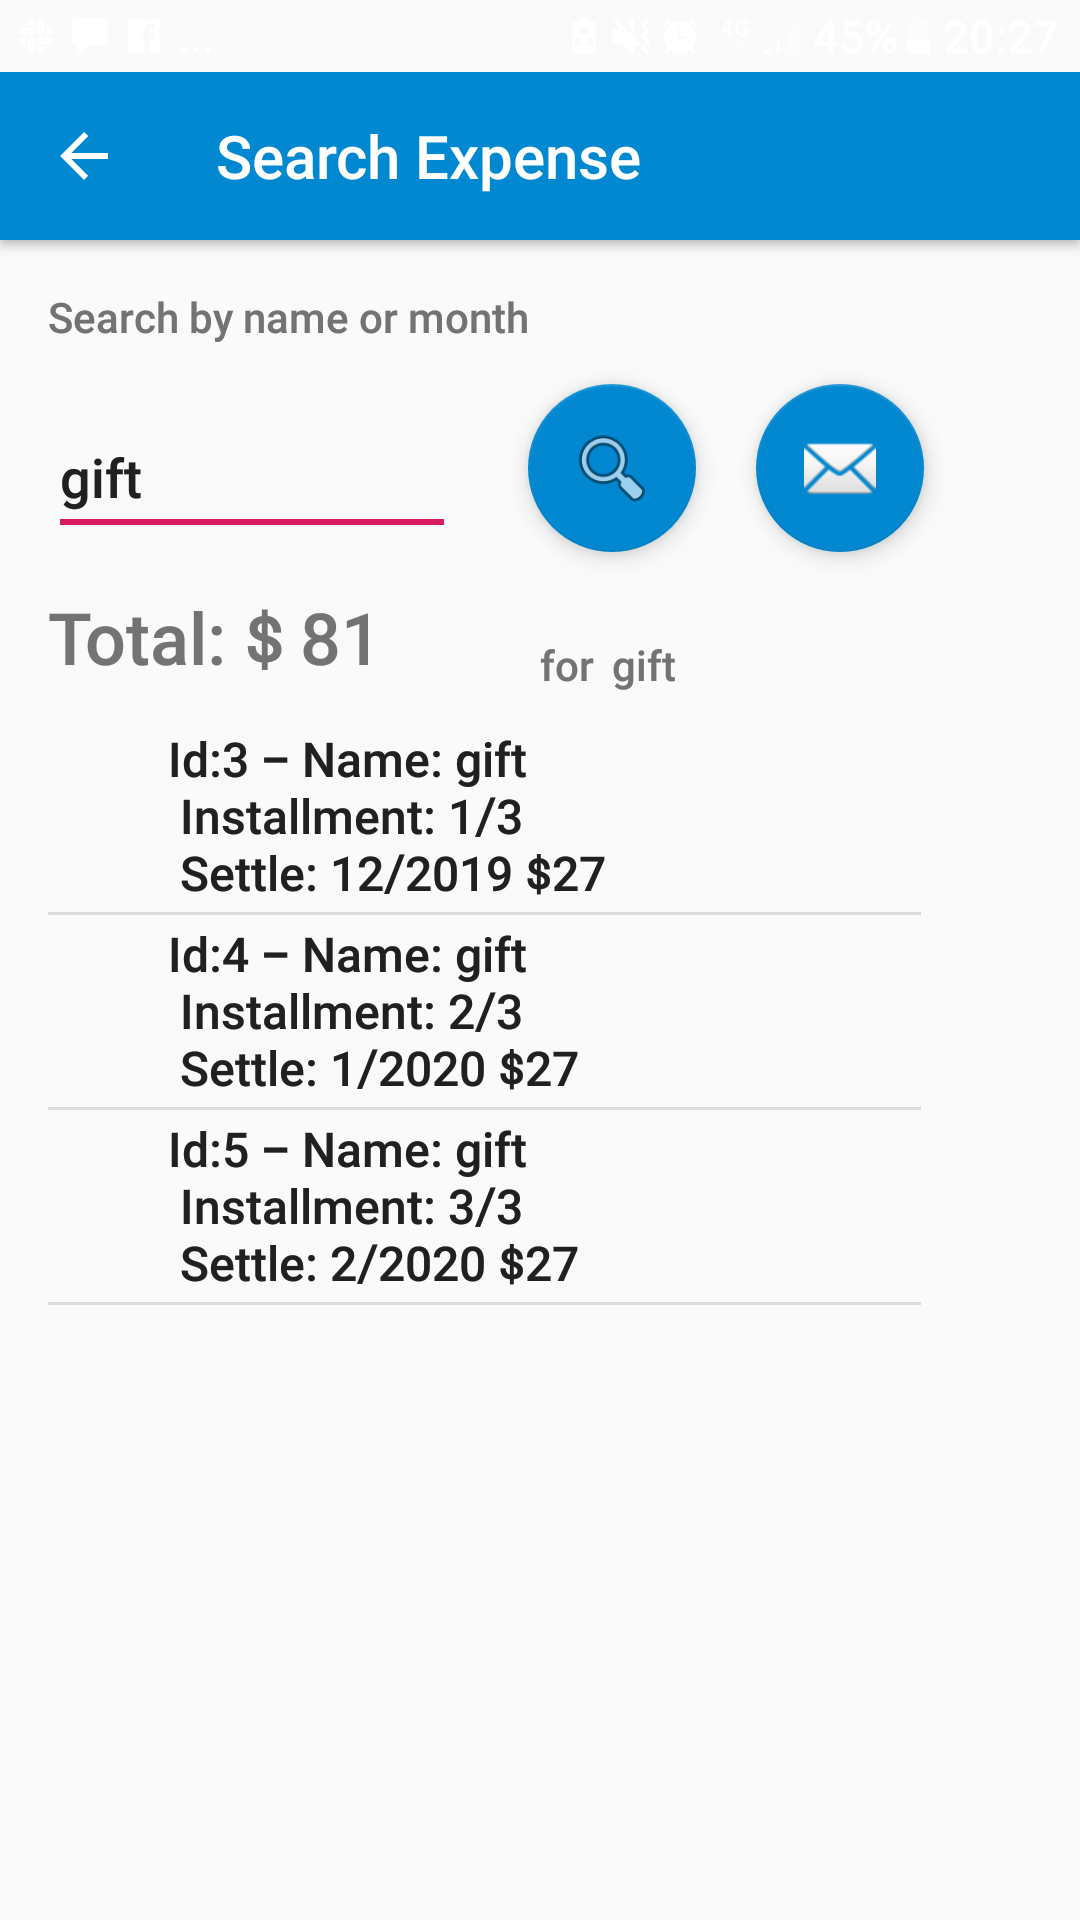 ... 4G 45% 20:27
Search Expense
Search by name or month
gift
Total: $ 81
for gift
Id:3 – Name: gift
Installment: 1/3
Settle: 12/2019 $27
Id:4 – Name: gift
Installment: 2/3
Settle: 1/2020 $27
Id:5 – Name: gift
Installment: 3/3
Settle: 2/2020 $27